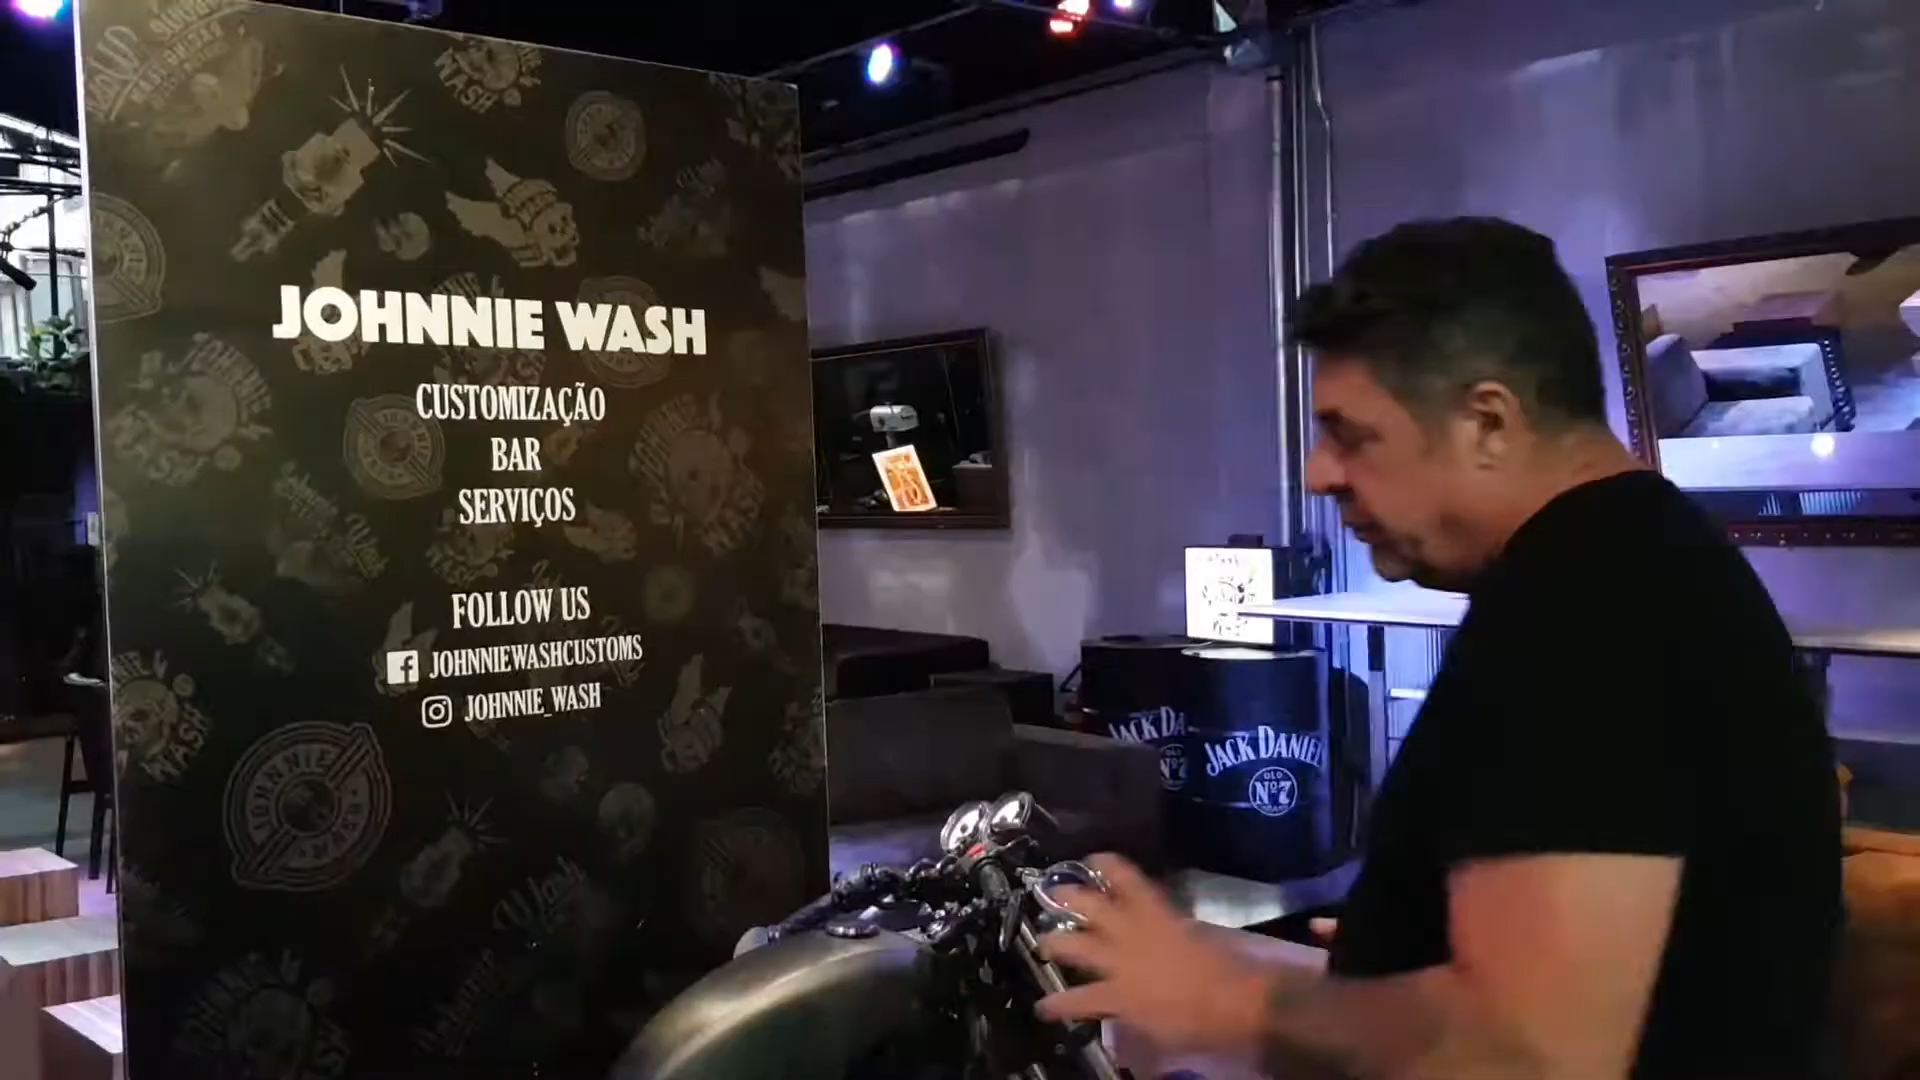 JOHNNIE WASH
CUSTOMIZAÇÃO
BAR
SERVIÇOS
FOLLOW US
JOHNNIEWASHCUSTOMS
JOHNNIE_WASH
JACK DANIEL
OLD
Nº7